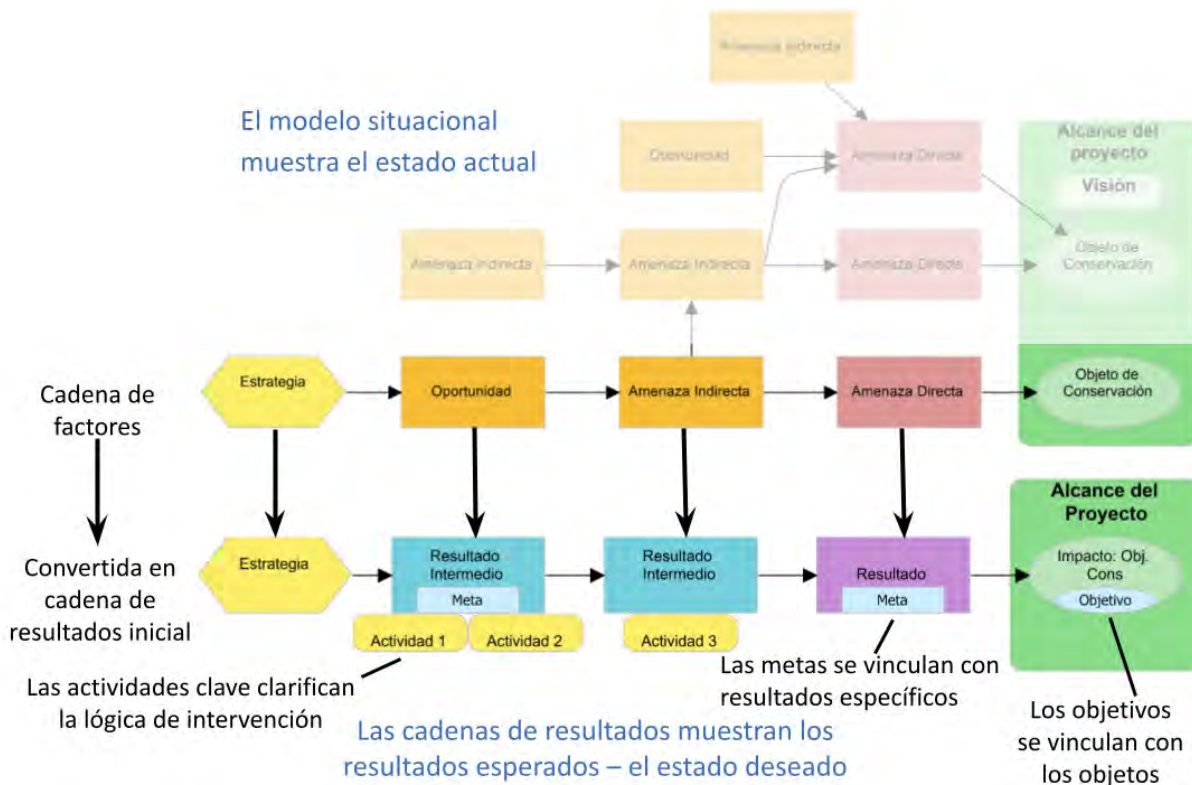 Amenaza Indirecta
El modelo situacional
muestra el estado actual
Oportunidad
Amenaza Directa
Alcance del
proyecto
Visión
Amenaza Indirecta
Amenaza Indirecta
Amenaza Directa
Objeto de
Conservación
Cadena de
factores
Estrategia
Oportunidad
Amenaza Indirecta
Amenaza Directa
Objeto de
Conservación
Convertida en
cadena de
resultados inicial
Estrategia
Resultado
Intermedio
Meta
Actividad 1
Actividad 2
Resultado
Intermedio
Actividad 3
Resultado
Meta
Alcance del
Proyecto
Impacto: Obj.
Cons
Objetivo
Las actividades clave clarifican
la lógica de intervención
Las metas se vinculan con
resultados específicos
Los objetivos
se vinculan con
los objetos
Las cadenas de resultados muestran los
resultados esperados – el estado deseado